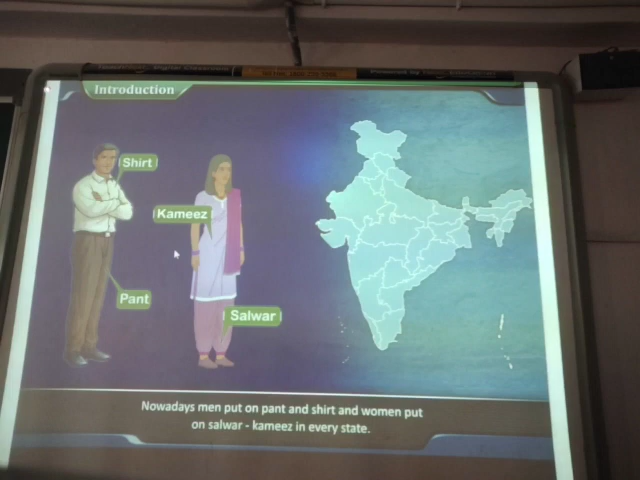 Introduction
Shirt
Kameez
Pant
Salwar
Nowadays men put on pant and shirt and women put
on salwar - kameez in every state.